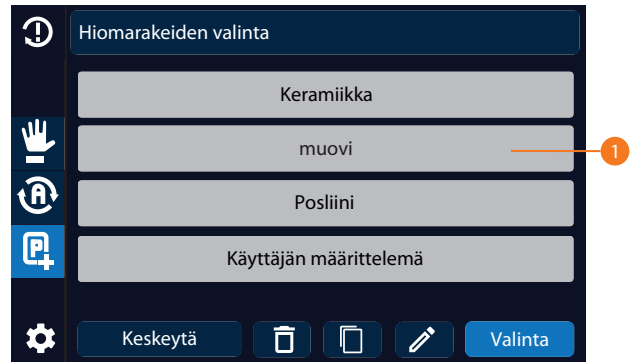 Hiomarakeiden valinta
Keramiikka
muovi
1
Posliini
Käyttäjän määrittelemä
Keskeytä
Valinta
A
P